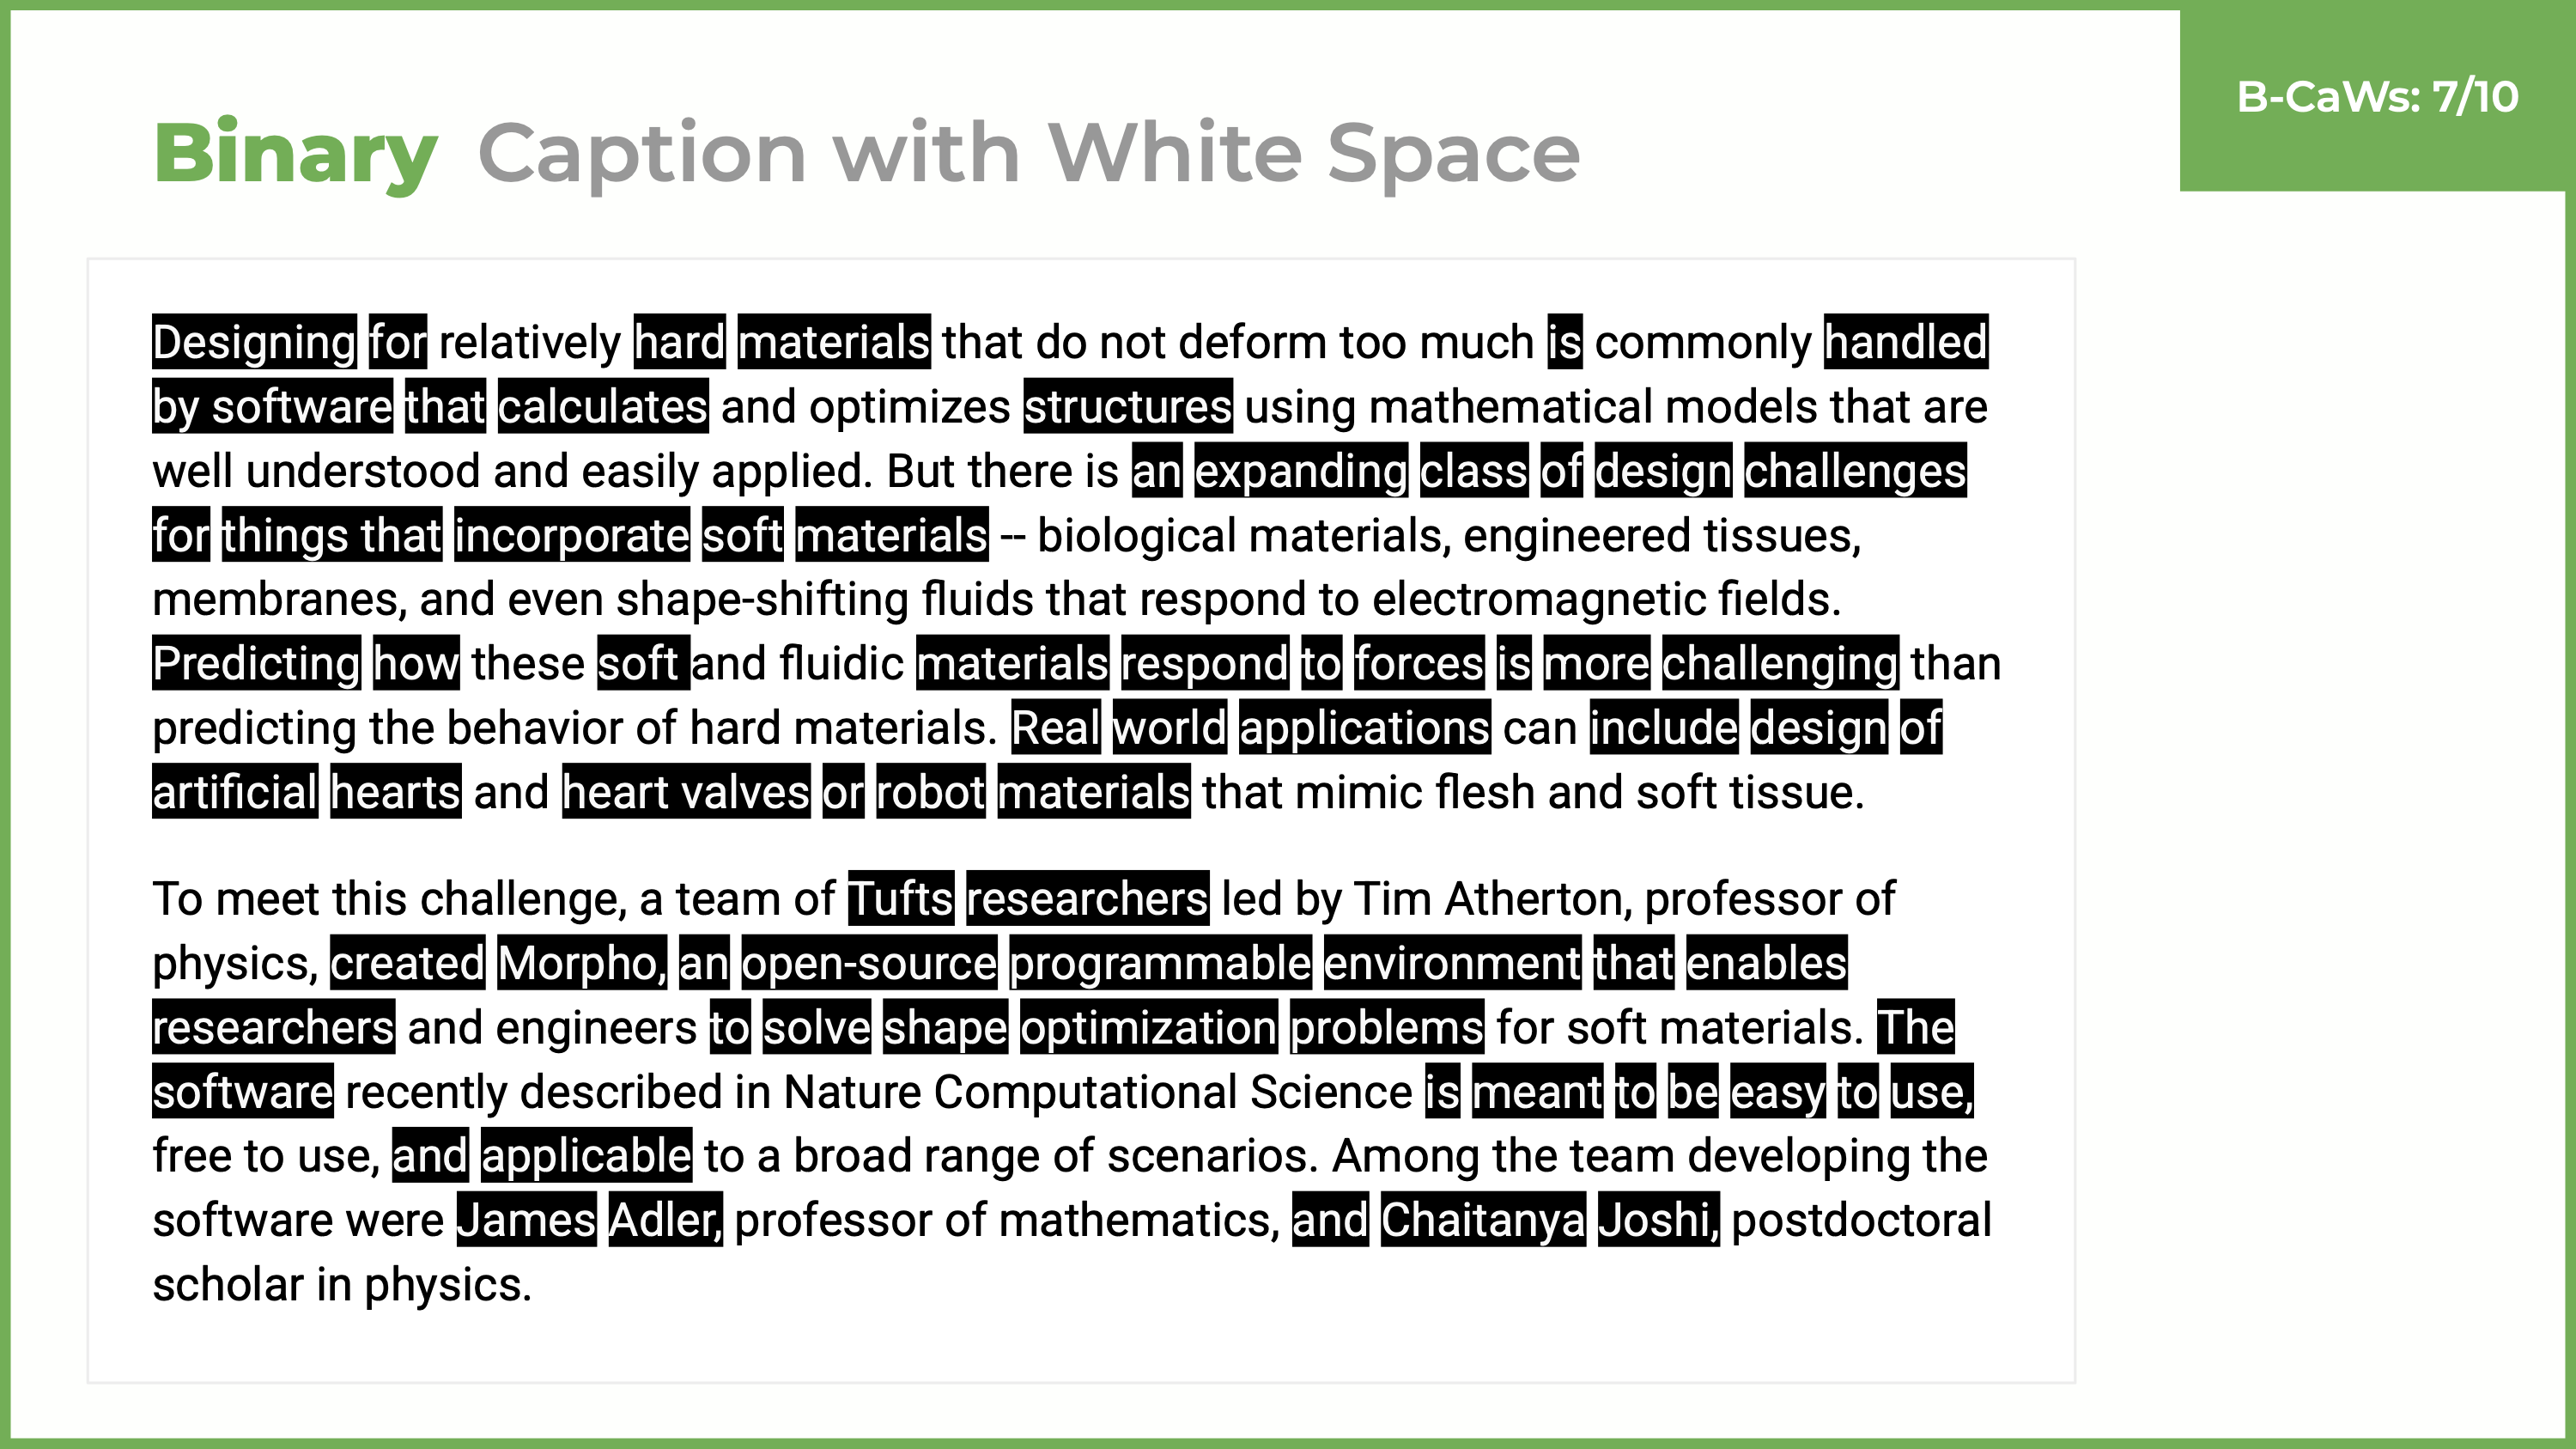 B-CaWs: 7/10
Binary Caption with White Space
Designing for relatively hard materials that do not deform too much is commonly handled
by software that calculates and optimizes structures using mathematical models that are
well understood and easily applied. But there is an expanding class of design challenges
for things that incorporate soft materials -- biological materials, engineered tissues,
membranes, and even shape-shifting fluids that respond to electromagnetic fields.
Predicting how these soft and fluidic materials respond to forces is more challenging than
predicting the behavior of hard materials. Real world applications can include design of
artificial hearts and heart valves or robot materials that mimic flesh and soft tissue.
To meet this challenge, a team of Tufts researchers led by Tim Atherton, professor of
physics, created Morpho, an open-source programmable environment that enables
researchers and engineers to solve shape optimization problems for soft materials. The
software recently described in Nature Computational Science is meant to be easy to use,
free to use, and applicable to a broad range of scenarios. Among the team developing the
software were James Adler, professor of mathematics, and Chaitanya Joshi, postdoctoral
scholar in physics.